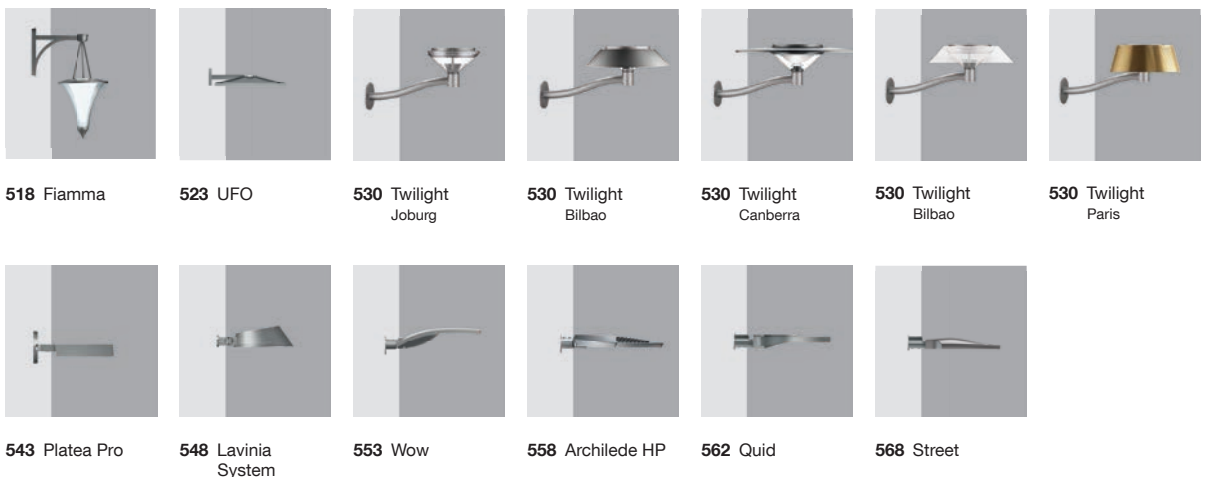 518 Fiamma
523 UFO
530 Twilight
Joburg
530 Twilight
Bilbao
530 Twilight
Canberra
530 Twilight
Bilbao
530 Twilight
Paris
543 Platea Pro
548 Lavinia
System
553 Wow
558 Archilede HP
562 Quid
568 Street